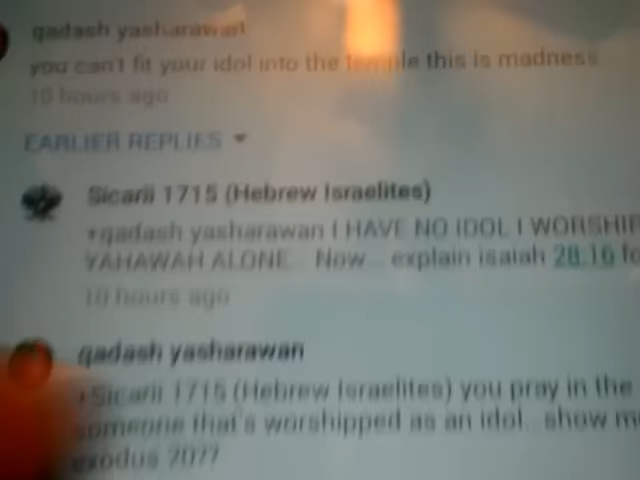 qadash yasharawan
you can't fit your idol into the temple this is madness
10 hours ago
EARLIER REPLIES
Sicarii 1715 (Hebrew Israelites)
+qadash yasharawan I HAVE NO IDOL I WORSHIP
YAHAWAH ALONE.. Now... explain isaiah 28:16 fo
10 hours ago
qadash yasharawan
+Sicarii 1715 (Hebrew Israelites) you pray in the
someone that's worshipped as an idol.. show m
exodus 20??